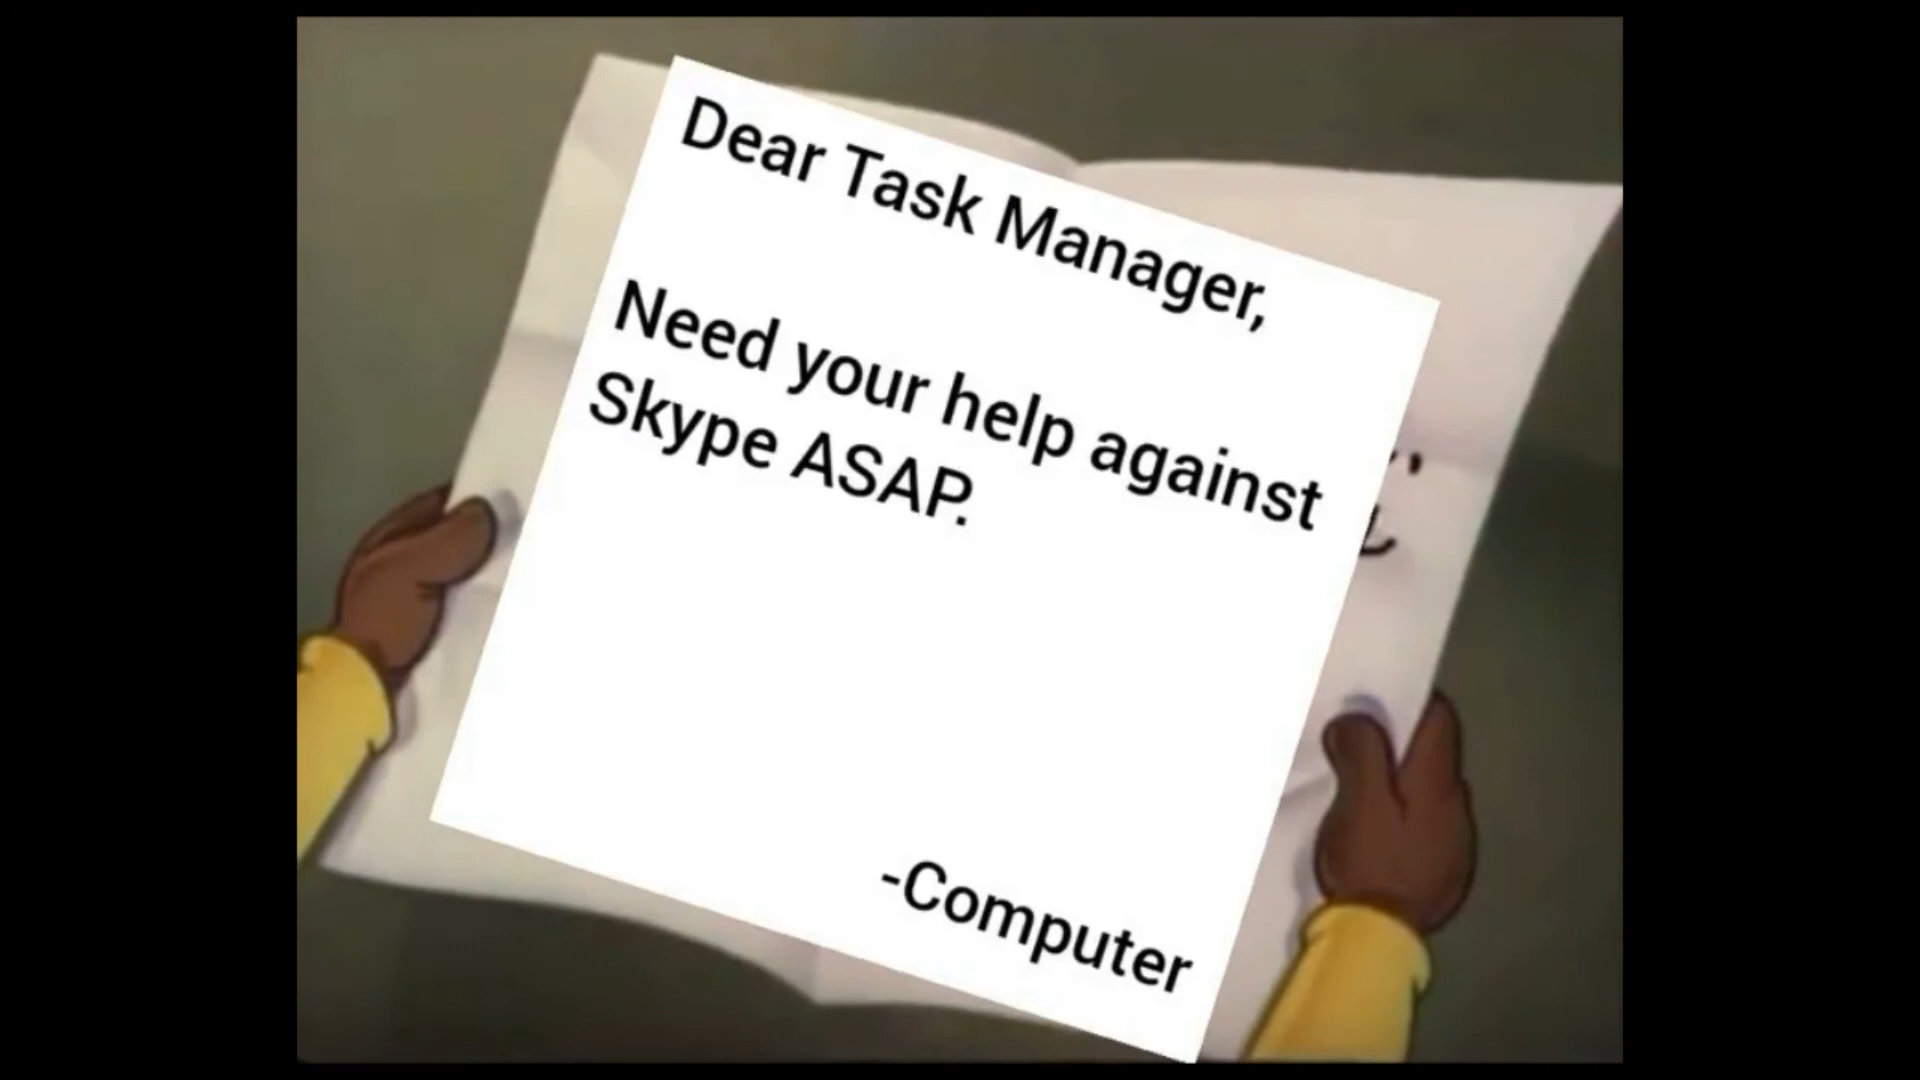 Dear Task Manager,
Need your help against
Skype ASAP.
-Computer